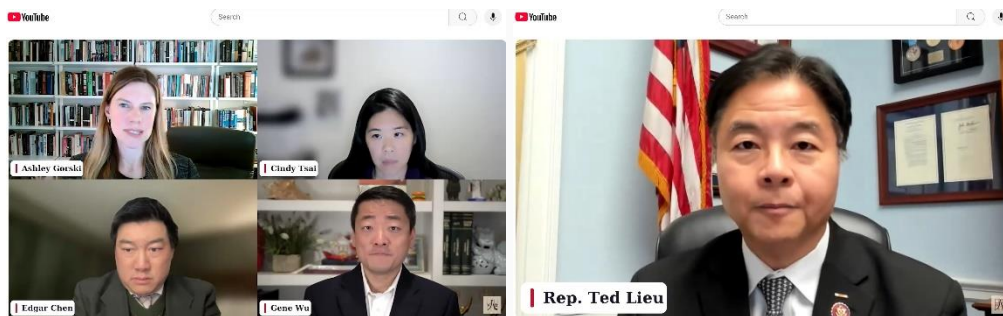 YouTube
Search
Ashley Gorski
Cindy Tsai
Edgar Chen
Gene Wu
YouTube
Search
Rep. Ted Lieu